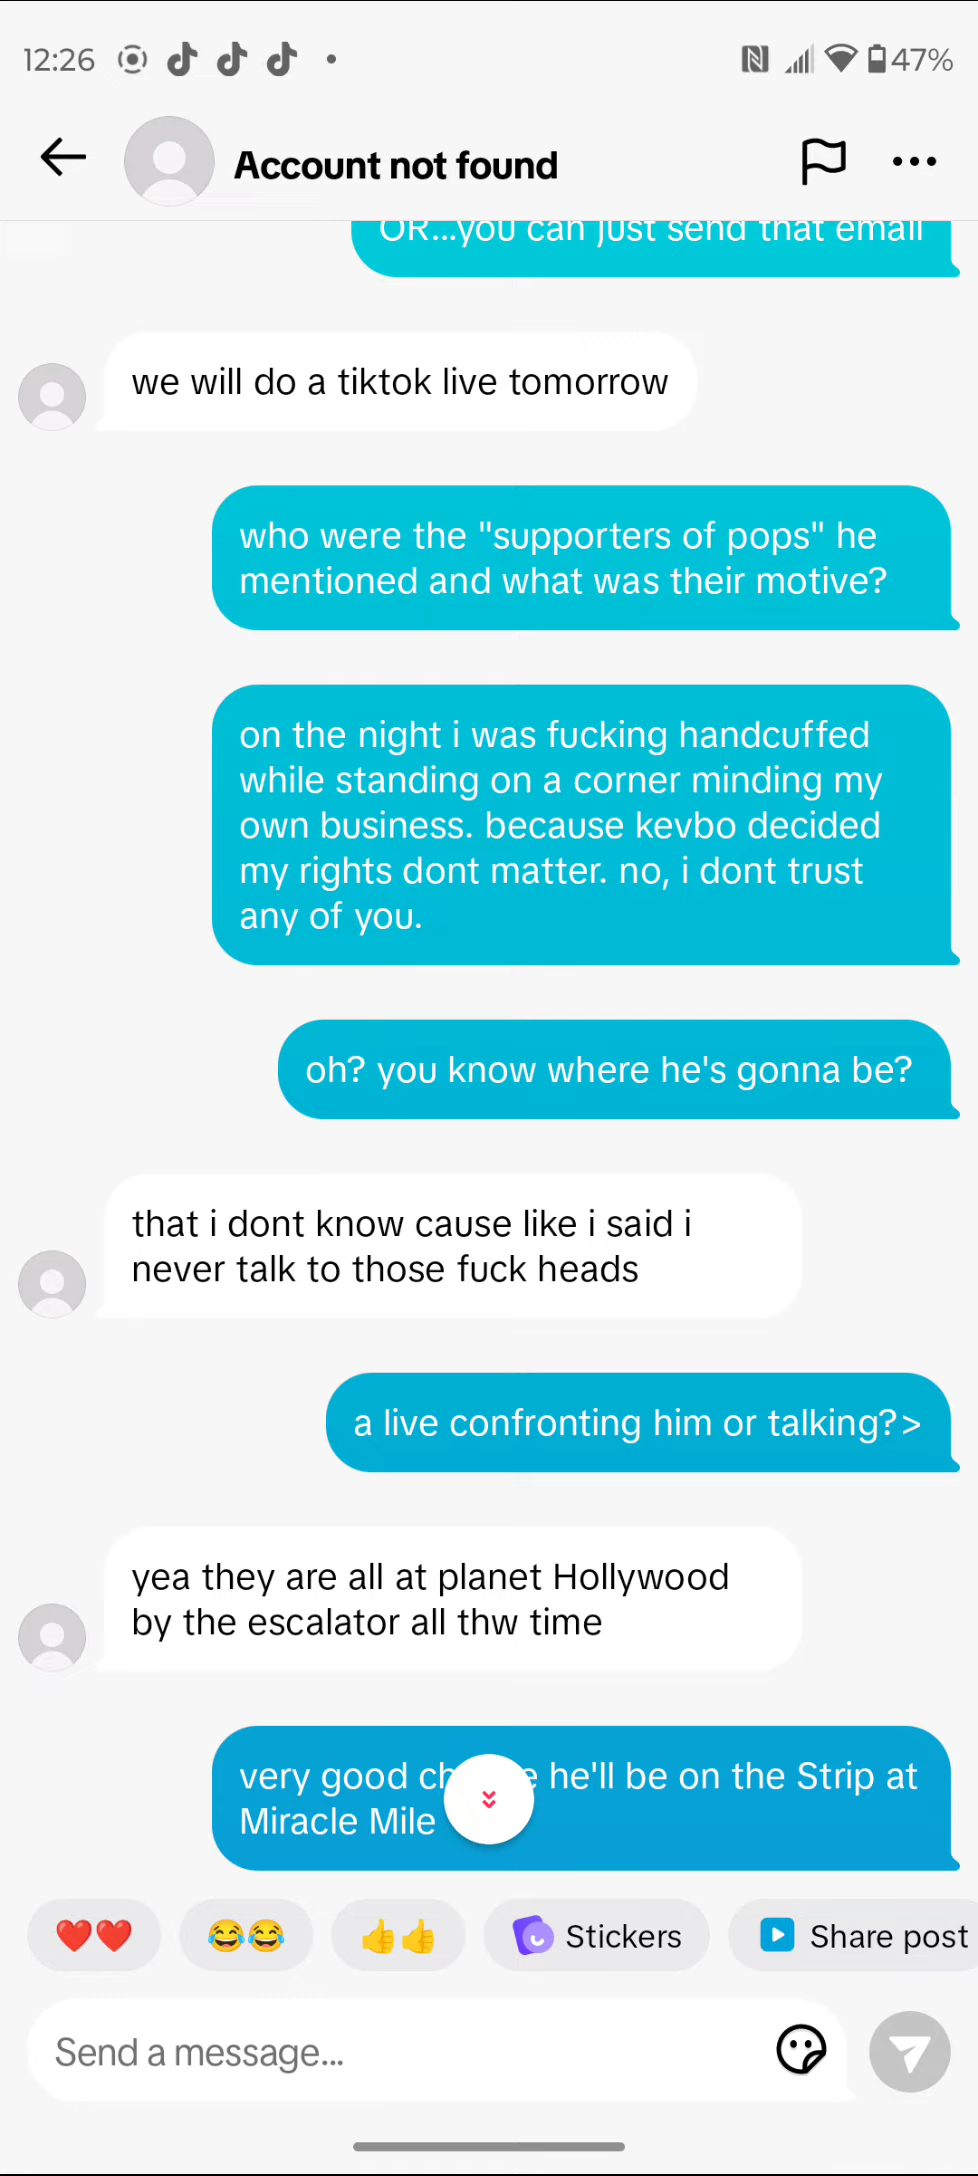 12:26
47%
Account not found
OR...you can just send that email
we will do a tiktok live tomorrow
who were the "supporters of pops" he
mentioned and what was their motive?
on the night i was fucking handcuffed
while standing on a corner minding my
own business. because kevbo decided
my rights dont matter. no, i dont trust
any of you.
oh? you know where he's gonna be?
that i dont know cause like i said i
never talk to those fuck heads
a live confronting him or talking?>
yea they are all at planet Hollywood
by the escalator all thw time
very good he'll be on the Strip at
Miracle Mile
Stickers
Share post
Send a message...